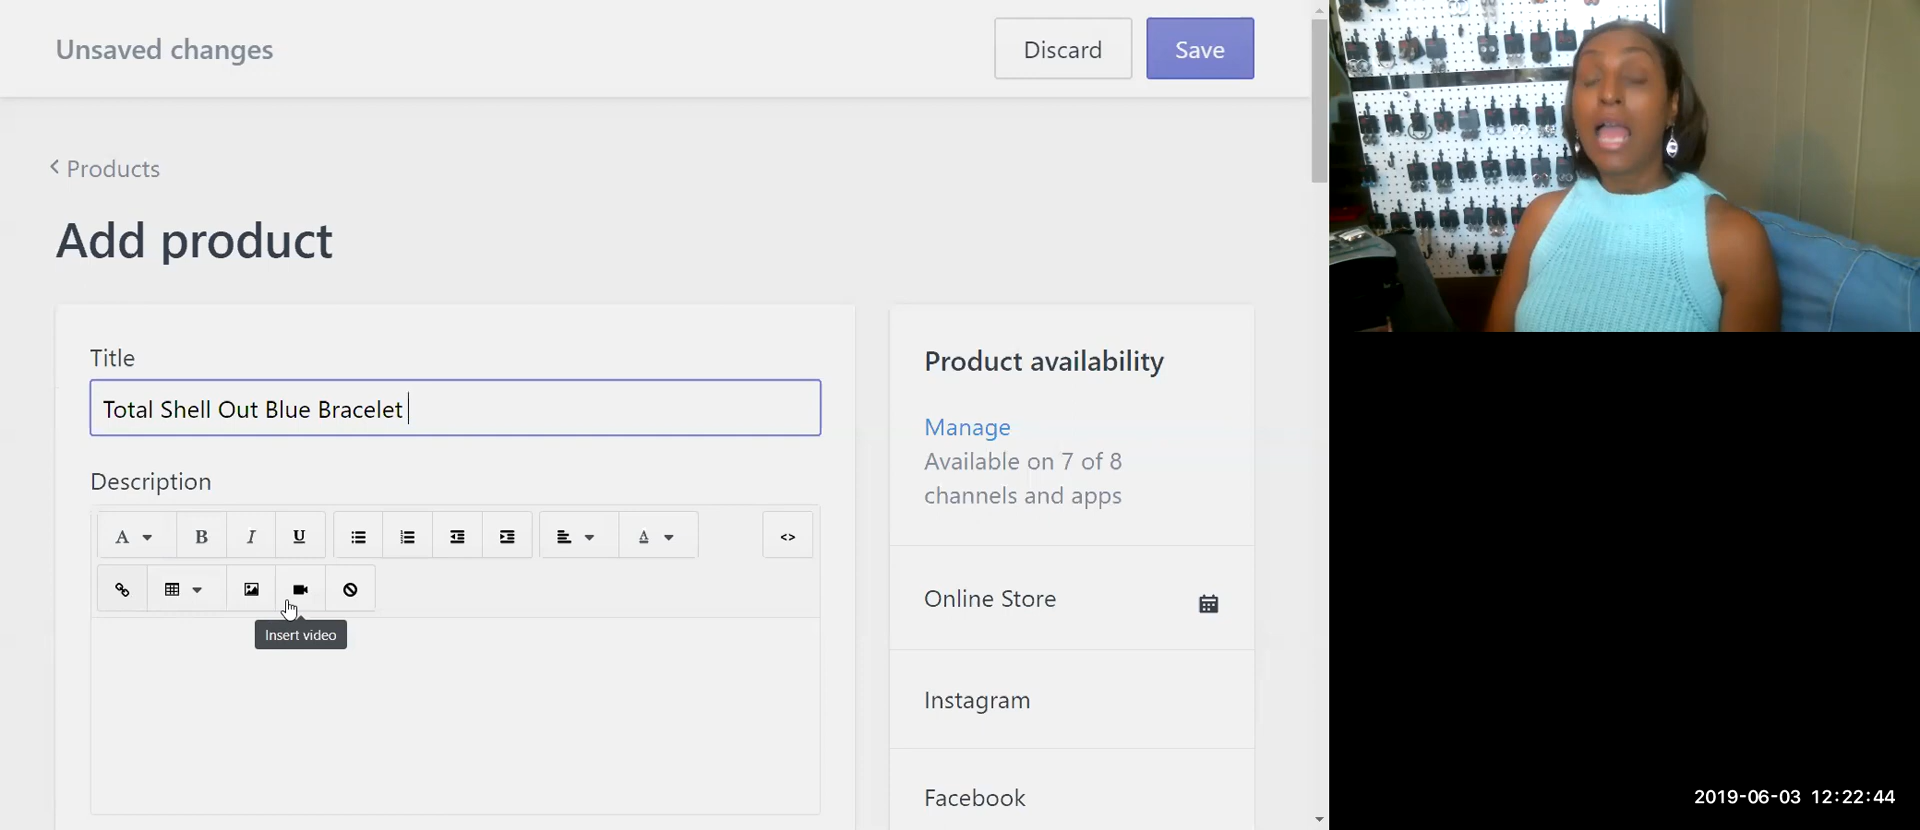 Unsaved changes
Discard
Save
Products
Add product
Title
Total Shell Out Blue Bracelet
Description
A
B
I
U
A
<>
Insert video
Product availability
Manage
Available on 7 of 8
channels and apps
Online Store
Instagram
Facebook
2019-06-03 12:22:44